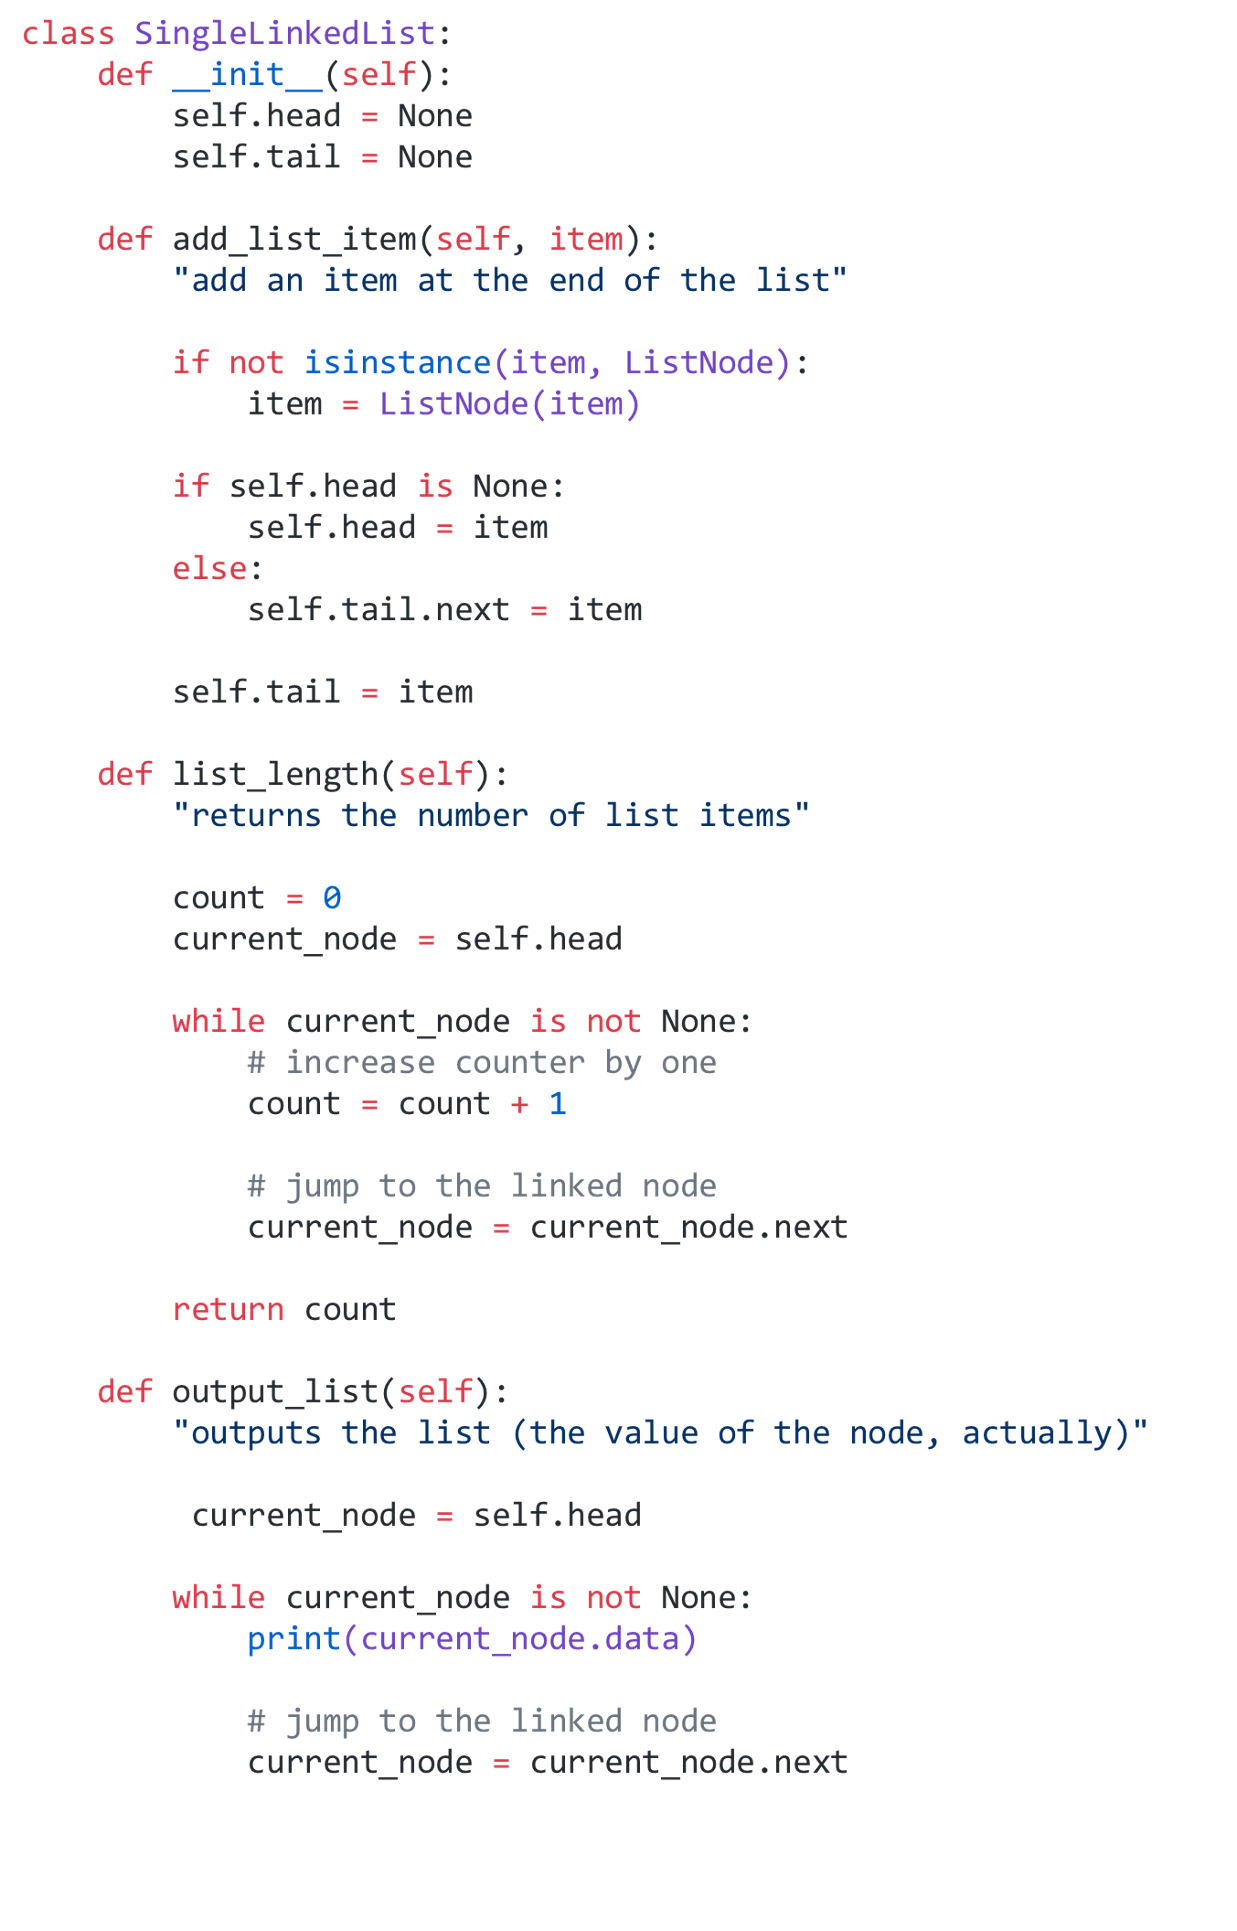 class SingleLinkedList:
    def __init__(self):
        self.head = None
        self.tail = None

    def add_list_item(self, item):
        "add an item at the end of the list"

        if not isinstance(item, ListNode):
            item = ListNode(item)

        if self.head is None:
            self.head = item
        else:
            self.tail.next = item

        self.tail = item

    def list_length(self):
        "returns the number of list items"

        count = 0
        current_node = self.head

        while current_node is not None:
            # increase counter by one
            count = count + 1

            # jump to the linked node
            current_node = current_node.next

        return count

    def output_list(self):
        "outputs the list (the value of the node, actually)"

         current_node = self.head

        while current_node is not None:
            print(current_node.data)

            # jump to the linked node
            current_node = current_node.next